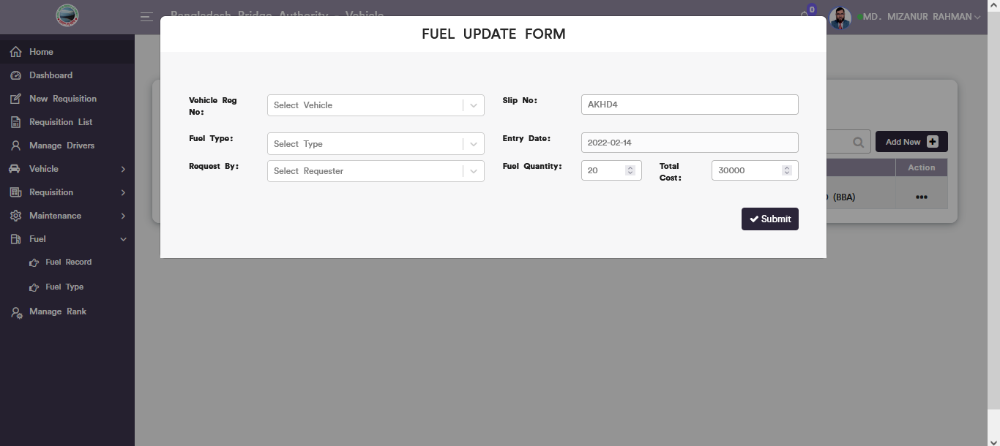 Bangladesh Bridge Authority - Vehicle
0
MD. MIZANUR RAHMAN
Home
Dashboard
New Requisition
Requisition List
Manage Drivers
Vehicle
Requisition
Maintenance
Fuel
Fuel Record
Fuel Type
Manage Rank
FUEL UPDATE FORM
Vehicle Reg
No:
Select Vehicle
Slip No:
AKHD4
Fuel Type:
Select Type
Entry Date:
2022-02-14
Request By:
Select Requester
Fuel Quantity:
20
Total
Cost:
30000
Submit
Add New
Action
(BBA)